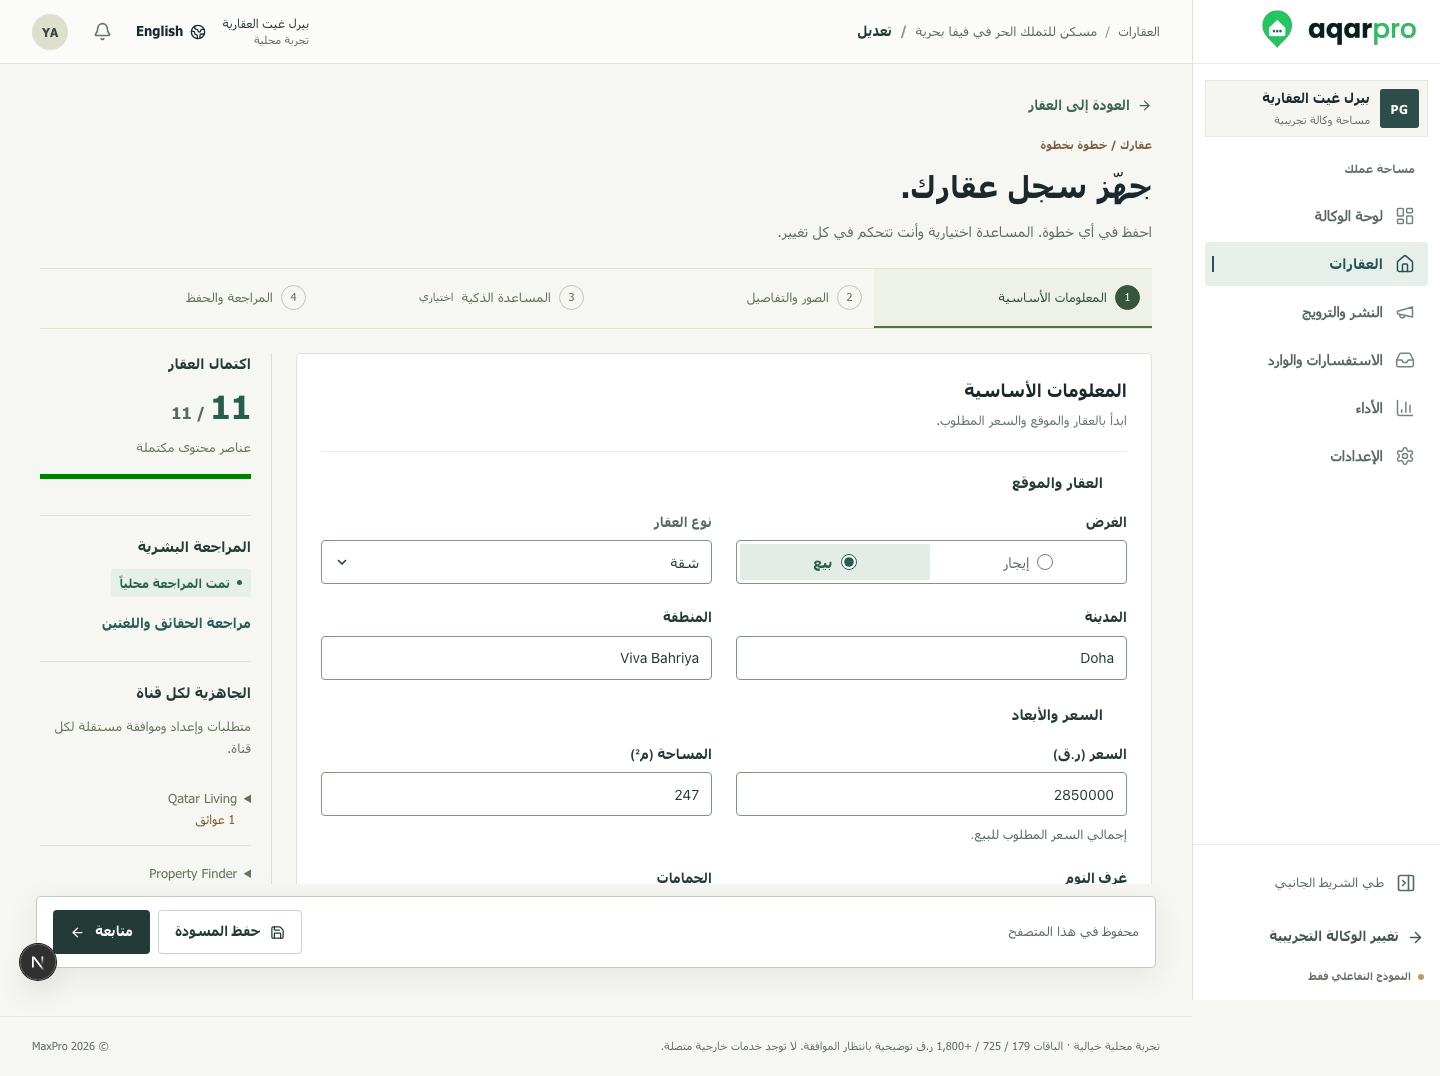 aqarpro
PG
بيرل غيت العقارية
مساحة وكالة تجريبية
مساحة عملك
لوحة الوكالة
العقارات
النشر والترويج
الاستفسارات والوارد
الأداء
الإعدادات
طي الشريط الجانبي
تغيير الوكالة التجريبية
النموذج التفاعلي فقط
العقارات / مسكن للتملك الحر في فيفا بحرية / تعديل
بيرل غيت العقارية
تجربة محلية
English
YA
العودة إلى العقار
عقارك / خطوة بخطوة
جهّز سجل عقارك.
احفظ في أي خطوة. المساعدة اختيارية وأنت تتحكم في كل تغيير.
1 المعلومات الأساسية
2 الصور والتفاصيل
3 المساعدة الذكية اختياري
4 المراجعة والحفظ
المعلومات الأساسية
ابدأ بالعقار والموقع والسعر المطلوب.
العقار والموقع
الغرض
إيجار
بيع
نوع العقار
شقة
المدينة
Doha
المنطقة
Viva Bahriya
السعر والأبعاد
السعر (ر.ق)
2850000
إجمالي السعر المطلوب للبيع.
المساحة (م²)
247
غرف النوم
الحمامات
اكتمال العقار
11 / 11
عناصر محتوى مكتملة
المراجعة البشرية
تمت المراجعة محلياً
مراجعة الحقائق واللغتين
الجاهزية لكل قناة
متطلبات وإعداد وموافقة مستقلة لكل
قناة.
Qatar Living
1 عوائق
Property Finder
محفوظ في هذا المتصفح
حفظ المسودة
متابعة
N
تجربة محلية خيالية · الباقات 179 / 725 / +1,800 ر.ق توضيحية بانتظار الموافقة. لا توجد خدمات خارجية متصلة.
© 2026 MaxPro